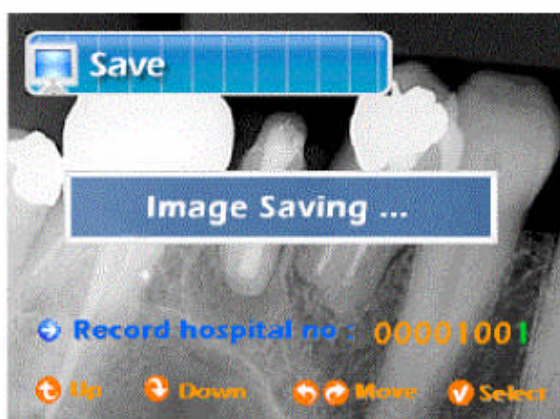 Save
Image Saving ...
Record hospital no : 00001001
Up Down Move Select